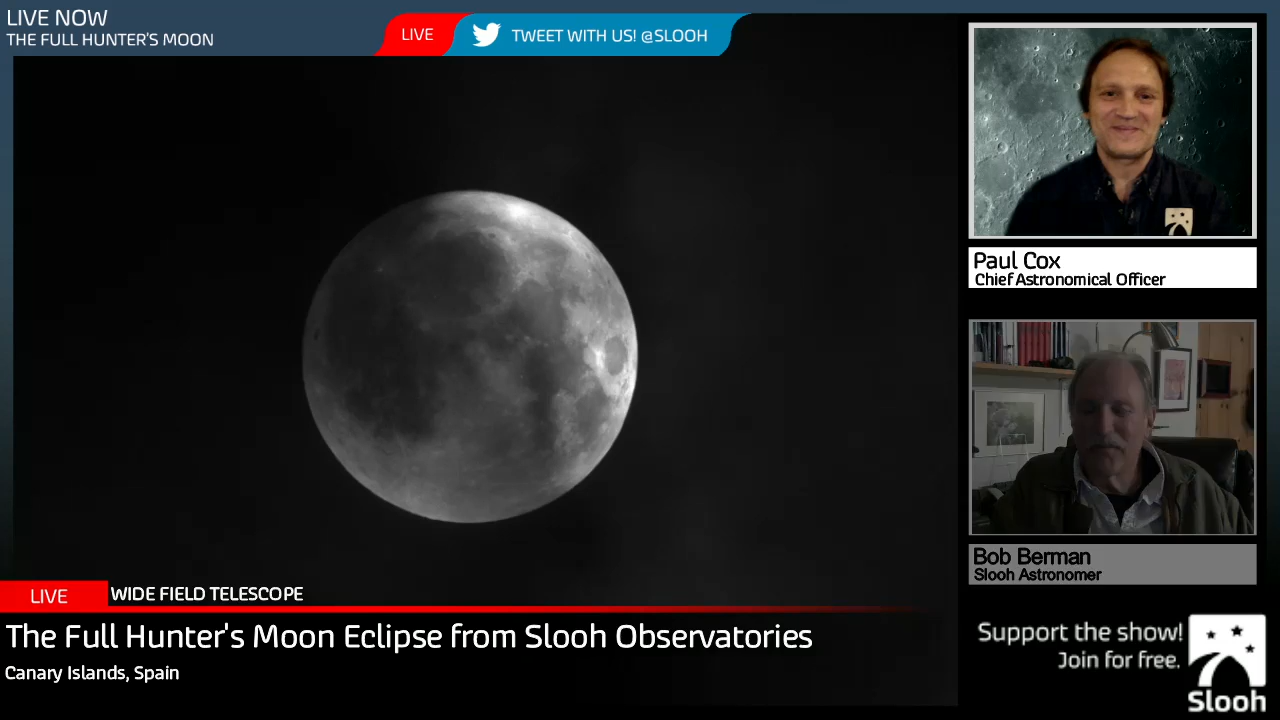 LIVE NOW
THE FULL HUNTER'S MOON
LIVE
TWEET WITH US! @SLOOH
Paul Cox
Chief Astronomical Officer
Bob Berman
Slooh Astronomer
LIVE
WIDE FIELD TELESCOPE
The Full Hunter's Moon Eclipse from Slooh Observatories
Canary Islands, Spain
Support the show!
Join for free.
Slooh